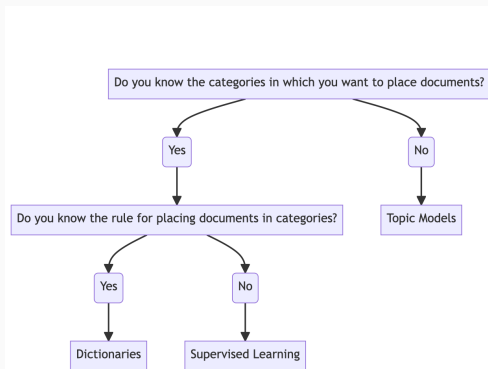 Do you know the categories in which you want to place documents?
Yes
No
Do you know the rule for placing documents in categories?
Topic Models
Yes
No
Dictionaries
Supervised Learning